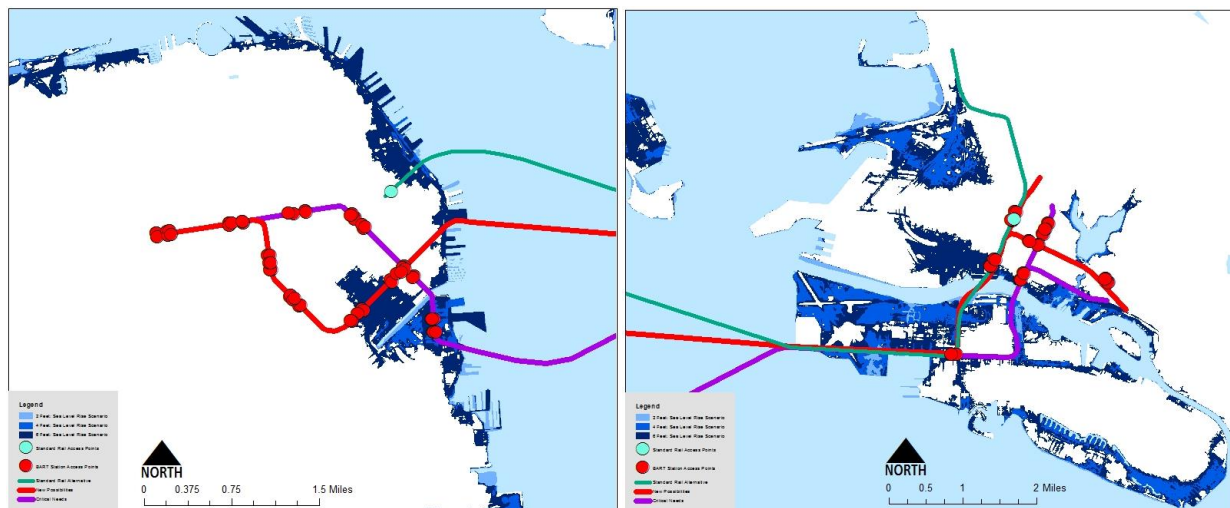 Legend
2 Feet: Sea Level Rise Scenario
4 Feet: Sea Level Rise Scenario
6 Feet: Sea Level Rise Scenario
Standard Rail Access Points
BART Station Access Points
Standard Rail Alternative
New Possibilities
Critical Needs
NORTH
0 0.375 0.75 1.5 Miles
Legend
2 Feet: Sea Level Rise Scenario
4 Feet: Sea Level Rise Scenario
6 Feet: Sea Level Rise Scenario
Standard Rail Access Points
BART Station Access Points
Standard Rail Alternative
New Possibilities
Critical Needs
NORTH
0 0.5 1 2 Miles